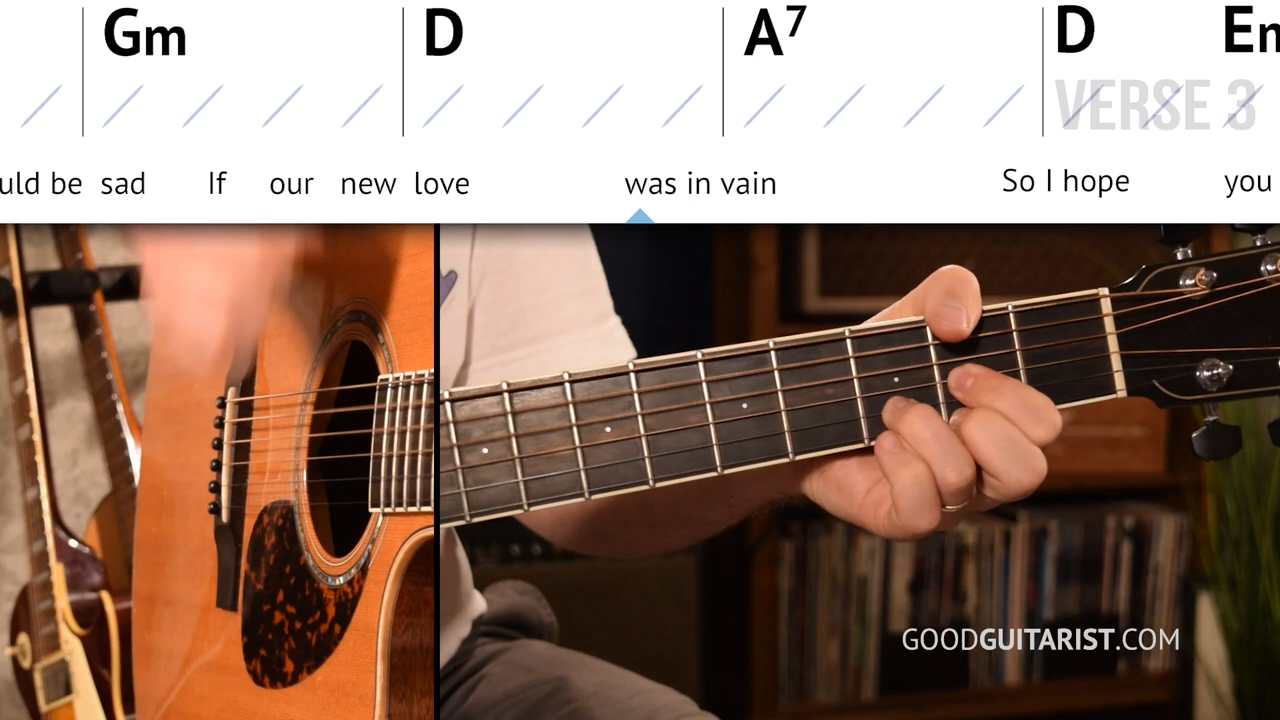 Gm D A7 D En
VERSE 3
uld be sad If our new love was in vain So I hope you
GOODGUITARIST.COM